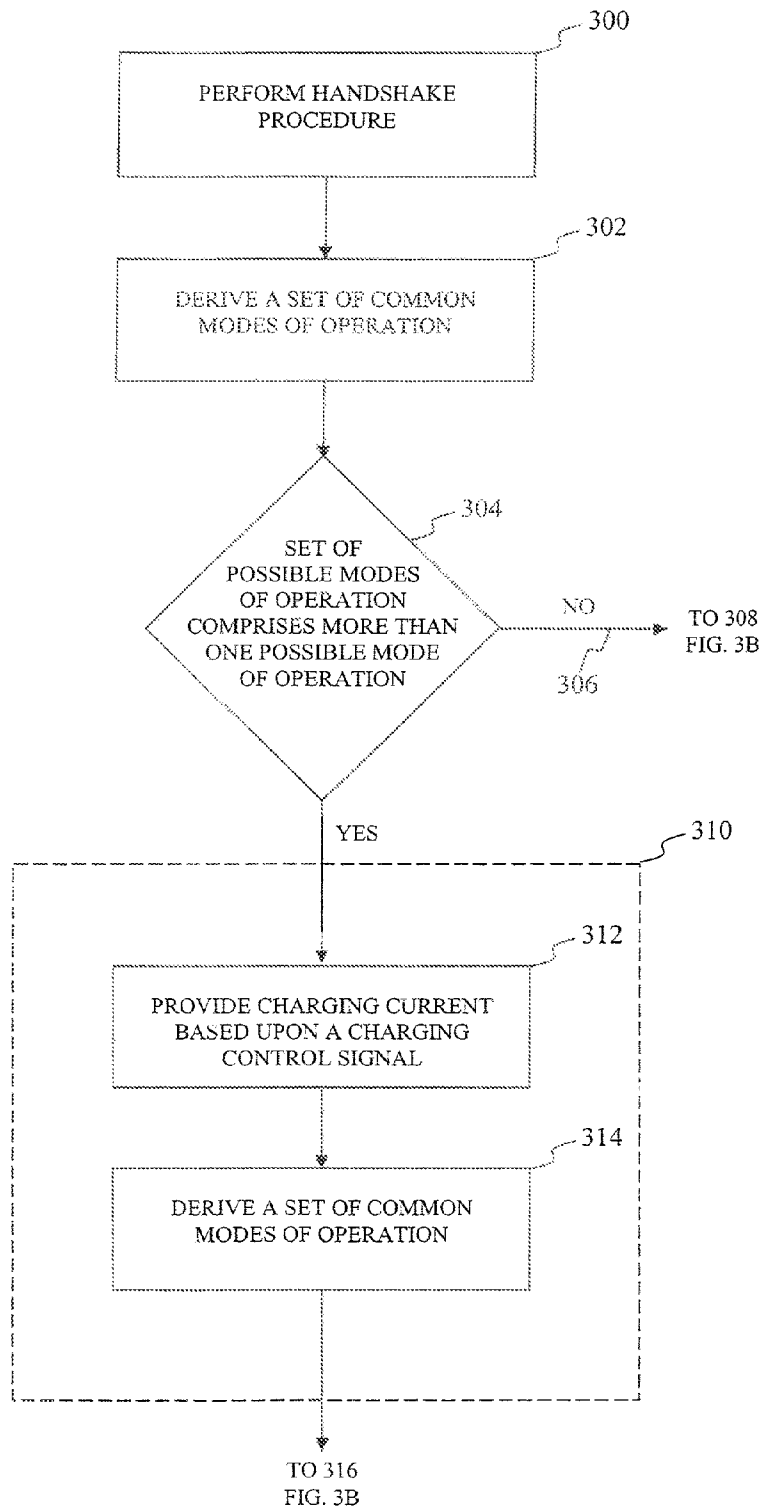 300
PERFORM HANDSHAKE
PROCEDURE
302
DERIVE A SET OF COMMON
MODES OF OPERATION
304
SET OF
POSSIBLE MODES
OF OPERATION
COMPRISES MORE THAN
ONE POSSIBLE MODE
OF OPERATION
NO
306
TO 308
FIG. 3B
YES
310
312
PROVIDE CHARGING CURRENT
BASED UPON A CHARGING
CONTROL SIGNAL
314
DERIVE A SET OF COMMON
MODES OF OPERATION
TO 316
FIG. 3B